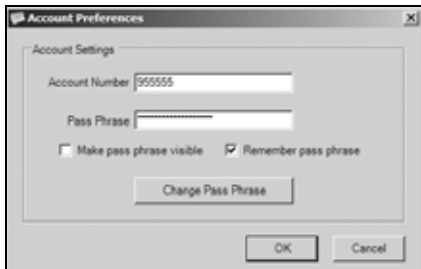 Account Preferences
Account Settings
Account Number 955555
Pass Phrase
Make pass phrase visible Remember pass phrase
Change Pass Phrase
OK Cancel